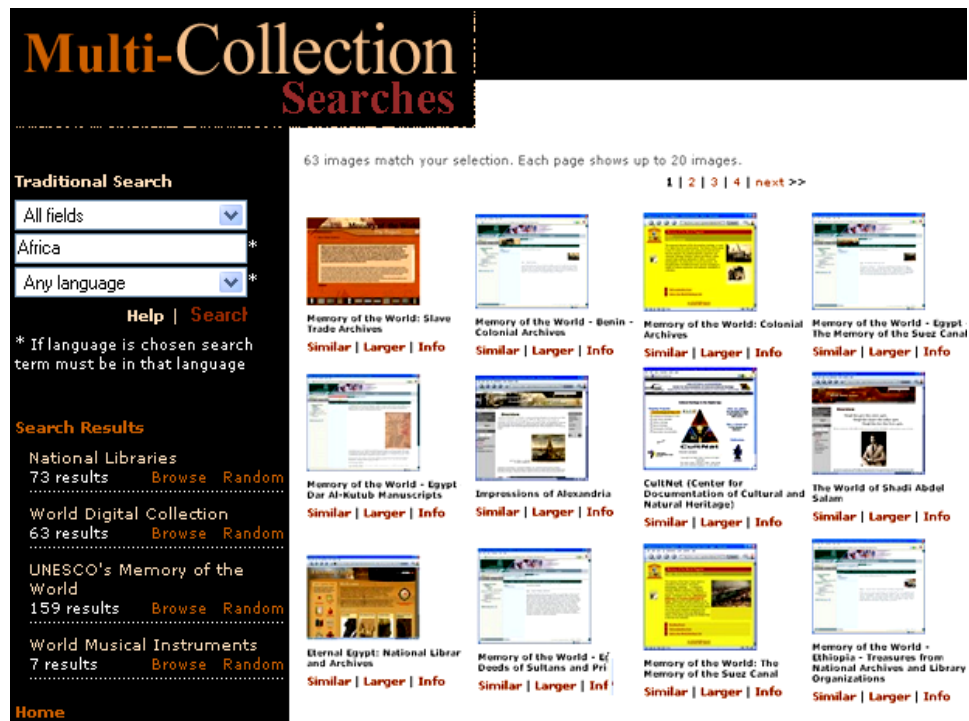 Multi-Collection
Searches
Traditional Search
All fields
Africa
*
Any language
*
Help | Search
* If language is chosen search
term must be in that language
Search Results
National Libraries
73 results Browse Random
World Digital Collection
63 results Browse Random
UNESCO's Memory of the
World
159 results Browse Random
World Musical Instruments
7 results Browse Random
Home
63 images match your selection. Each page shows up to 20 images.
1 | 2 | 3 | 4 | next >>
Memory of the World: Slave
Trade Archives
Similar | Larger | Info
Memory of the World - Benin -
Colonial Archives
Similar | Larger | Info
Memory of the World: Colonial
Archives
Similar | Larger | Info
Memory of the World - Egypt
The Memory of the Suez Canal
Similar | Larger | Info
Memory of the World - Egypt
Dar Al-Kutub Manuscripts
Similar | Larger | Info
Impressions of Alexandria
Similar | Larger | Info
CultNat
CultNet (Center for
Documentation of Cultural and
Natural Heritage)
Similar | Larger | Info
The World of Shadi Abdel
Salam
Similar | Larger | Info
Eternal Egypt: National Librar
and Archives
Similar | Larger | Info
Memory of the World -
Deeds of Sultans and Pri
Similar | Larger | Inf
Memory of the World: The
Memory of the Suez Canal
Similar | Larger | Info
Memory of the World -
Ethiopia - Treasures from
National Archives and Library
Organizations
Similar | Larger | Info